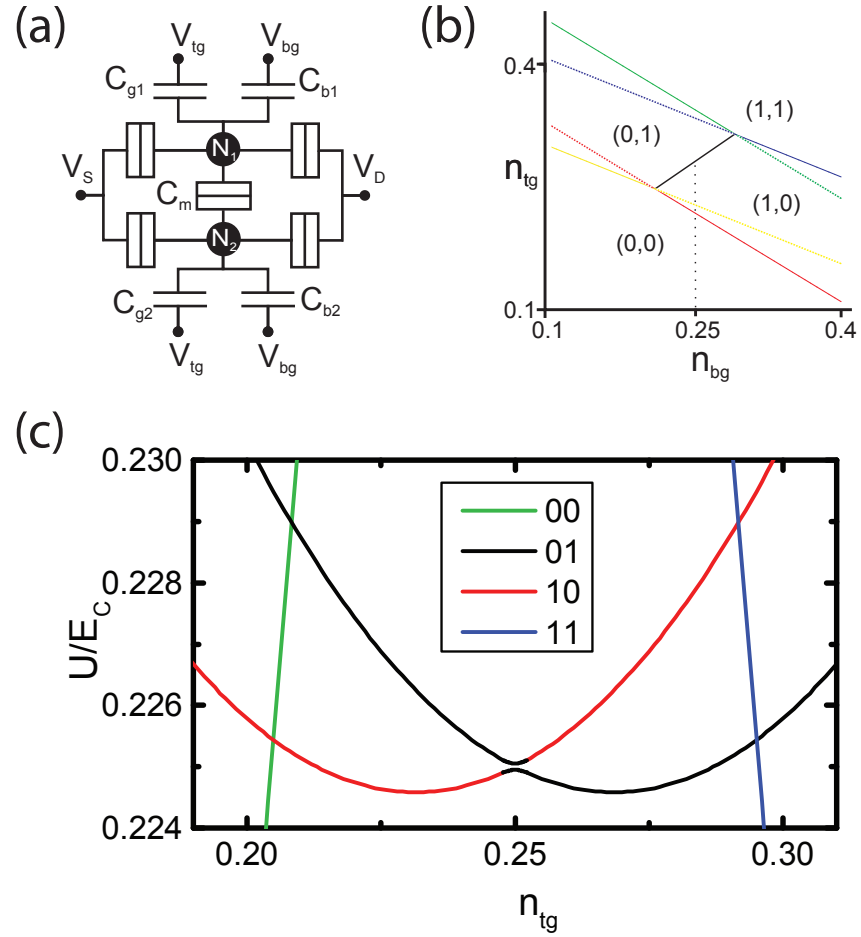 (a)
V_tg V_bg
C_g1 C_b1
N_1
V_S C_m V_D
N_2
C_g2 C_b2
V_tg V_bg
(b)
0.4
(1,1)
(0,1)
n_tg
(1,0)
(0,0)
0.1
0.1 0.25 0.4
n_bg
(c)
0.230
0.228
0.226
0.224
U/E_C
00
01
10
11
0.20 0.25 0.30
n_tg